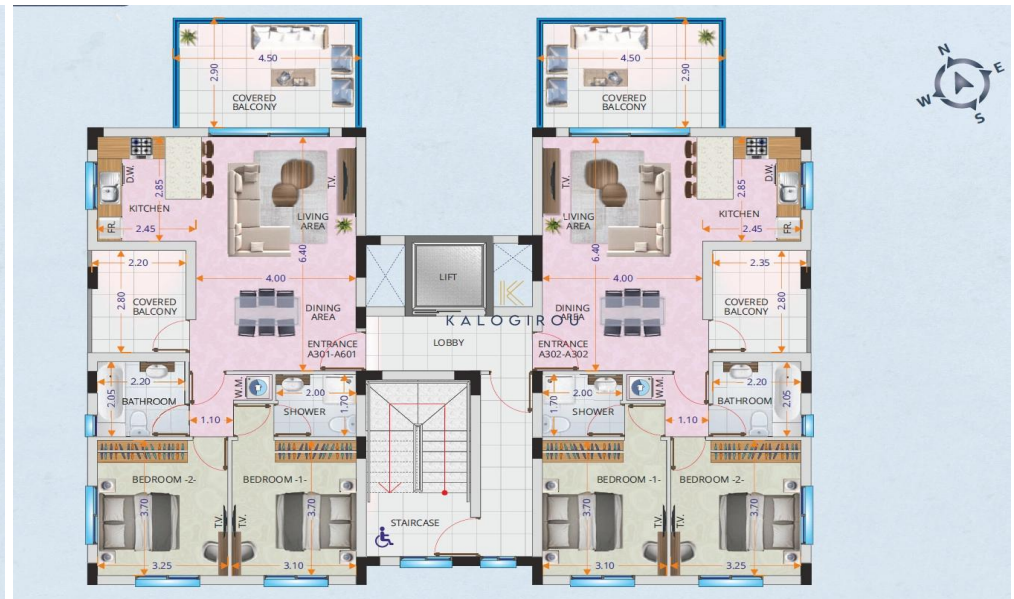 4.50
2.90
COVERED
BALCONY
4.50
2.90
COVERED
BALCONY
N
E
W
S
D.W.
2.85
KITCHEN
FR.
2.45
T.V.
LIVING
AREA
6.40
4.00
DINING
AREA
2.20
2.80
COVERED
BALCONY
ENTRANCE
A301-A601
LIFT
KALOGIROU
LOBBY
T.V.
LIVING
AREA
6.40
4.00
DINING
AREA
ENTRANCE
A302-A302
D.W.
2.85
KITCHEN
FR.
2.45
2.35
2.80
COVERED
BALCONY
2.20
2.05
BATHROOM
W.M.
2.00
1.70
SHOWER
1.10
2.00
1.70
SHOWER
W.M.
1.10
2.20
2.05
BATHROOM
BEDROOM -2-
3.70
T.V.
3.25
BEDROOM -1-
3.70
T.V.
3.10
STAIRCASE
BEDROOM -1-
3.70
T.V.
3.10
BEDROOM -2-
3.70
T.V.
3.25